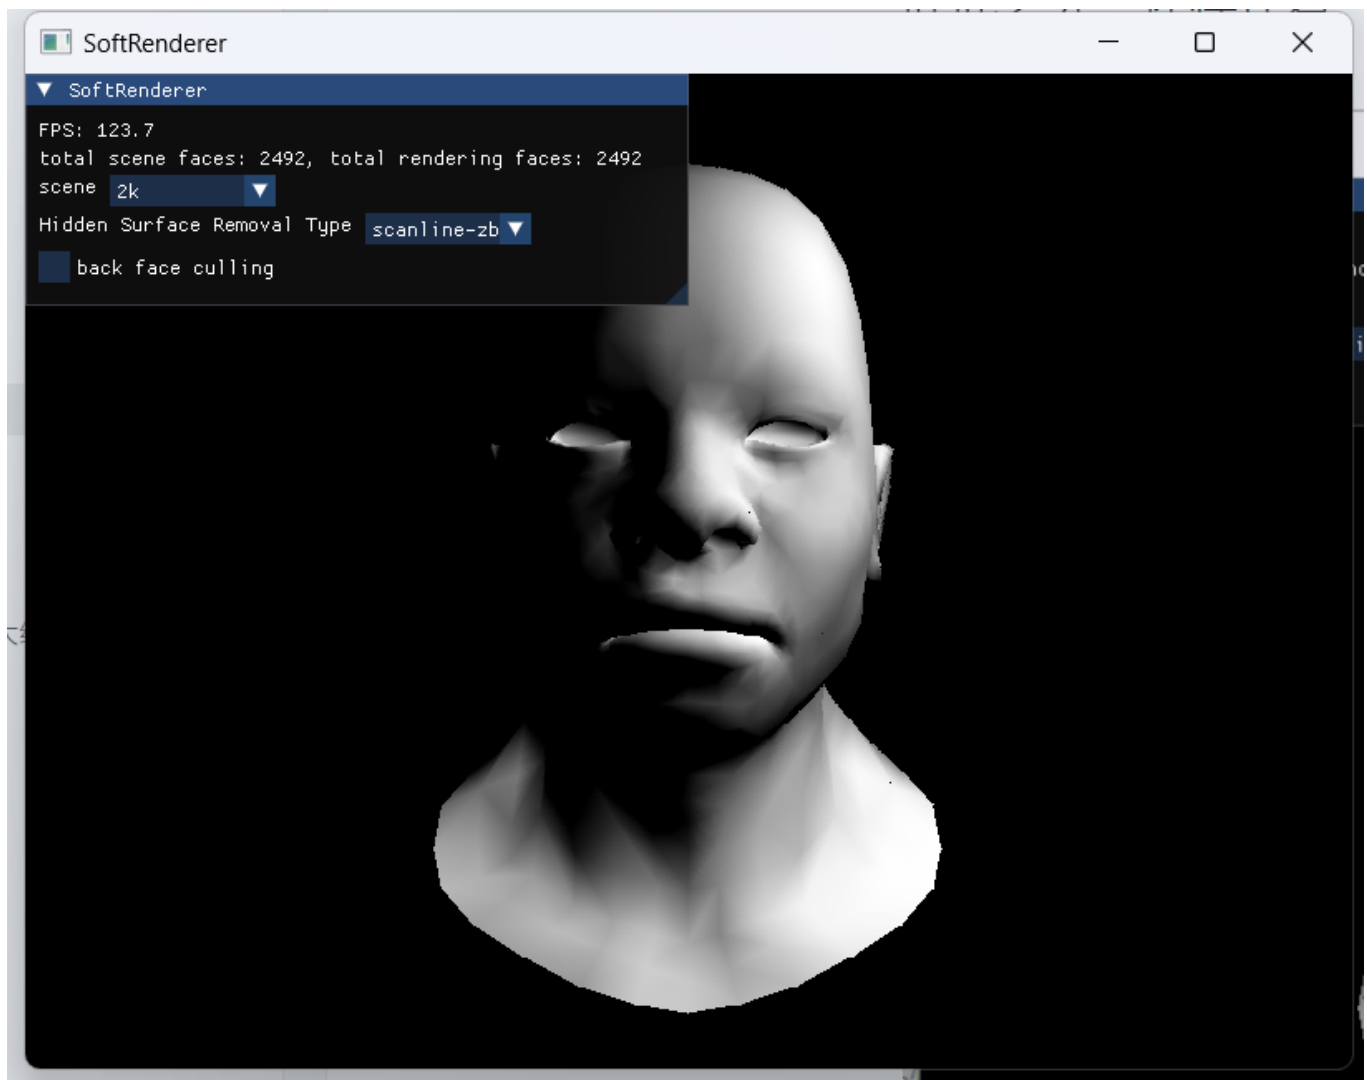 SoftRenderer
SoftRenderer
FPS: 123.7
total scene faces: 2492, total rendering faces: 2492
scene 2k
Hidden Surface Removal Type scanline-zb
back face culling